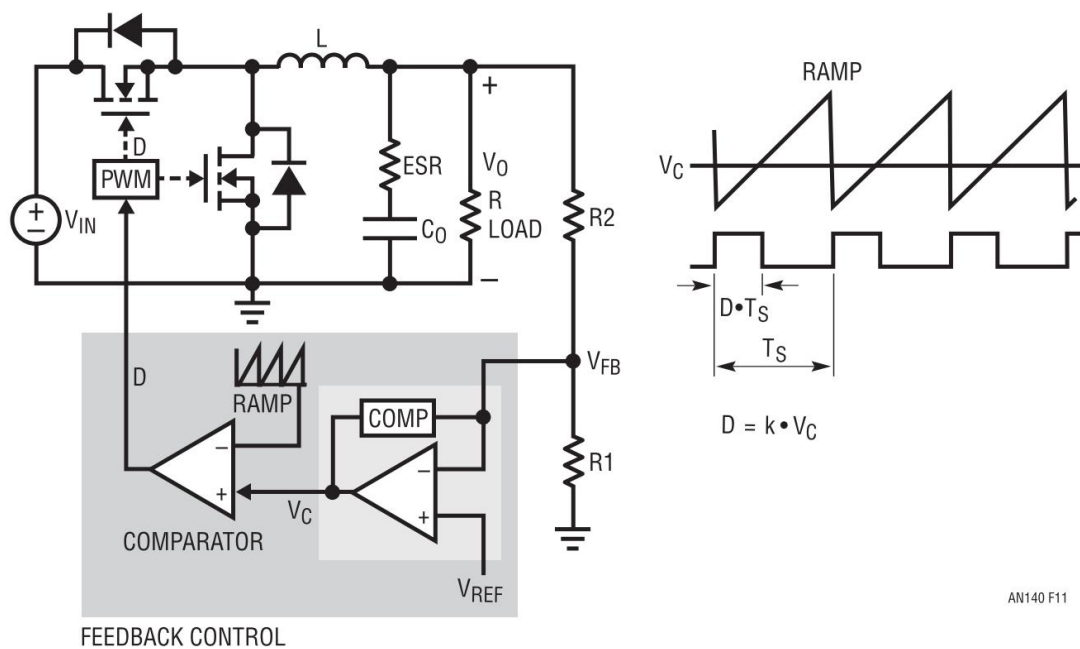 L
D
PWM
V_IN
ESR
C_O
+
V_O
R
LOAD
−
R2
+
−
D
RAMP
COMP
V_FB
−
+
−
+
V_C
COMPARATOR
R1
V_REF
FEEDBACK CONTROL
RAMP
V_C
D•T_S
T_S
D = k • V_C
AN140 F11